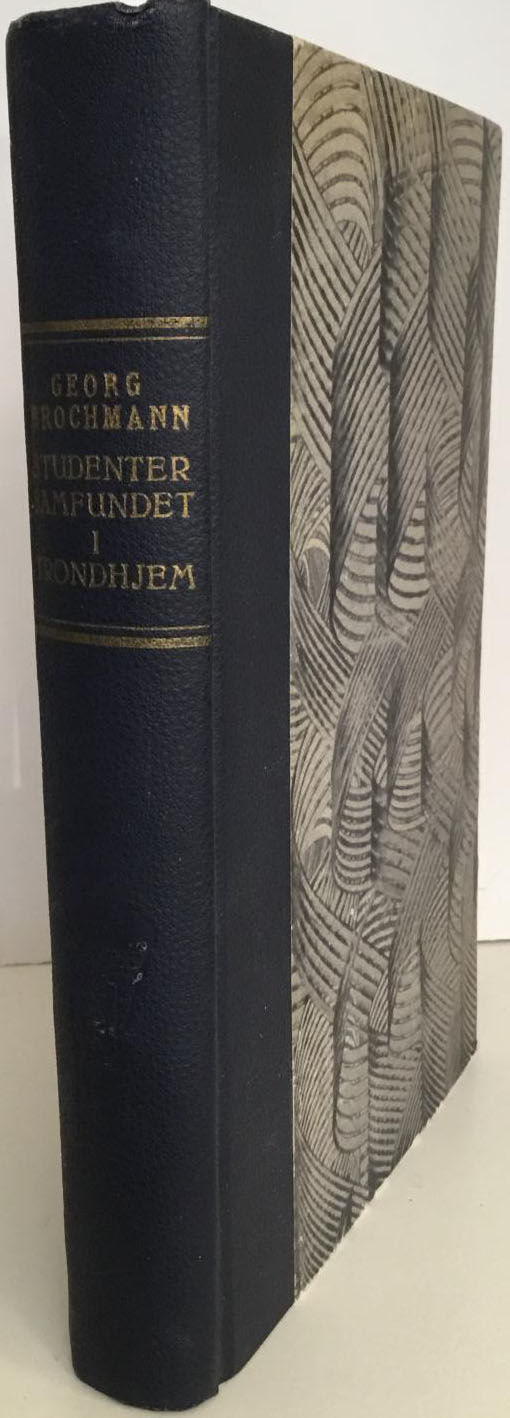 GEORG
BROCHMANN
STUDENTER
SAMFUNDET
I
TRONDHJEM